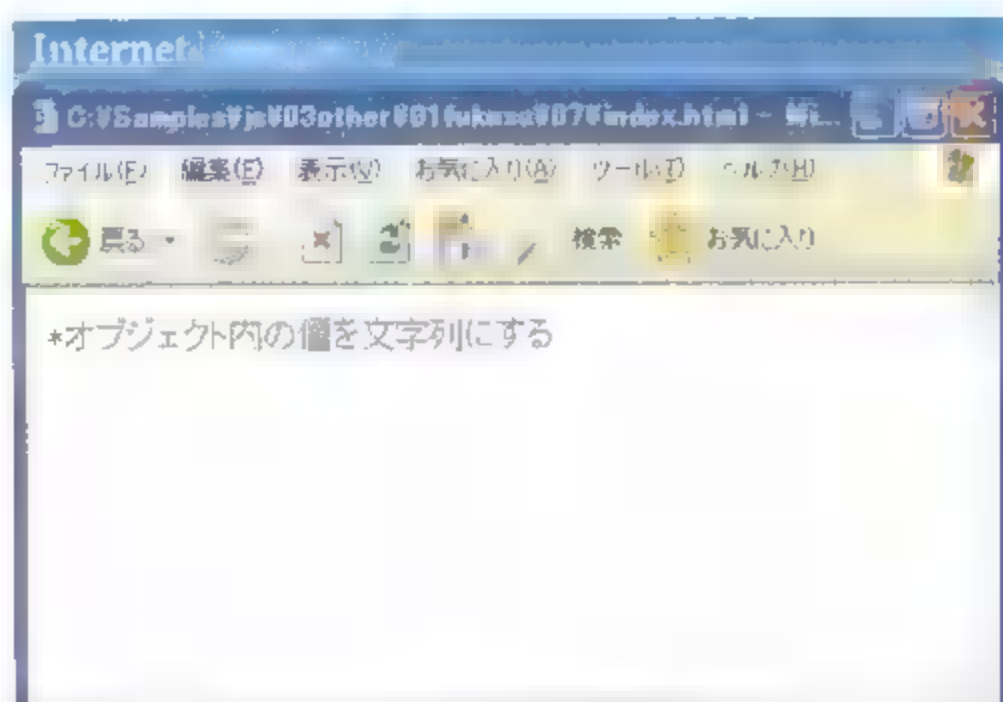 Internet
C:¥Samples¥js¥03other¥01fukuzo¥07¥index.html - Mi...
ファイル(F) 編集(E) 表示(V) お気に入り(A) ツール(T) ヘルプ(H)
戻る 検索 お気に入り
*オブジェクト内の値を文字列にする